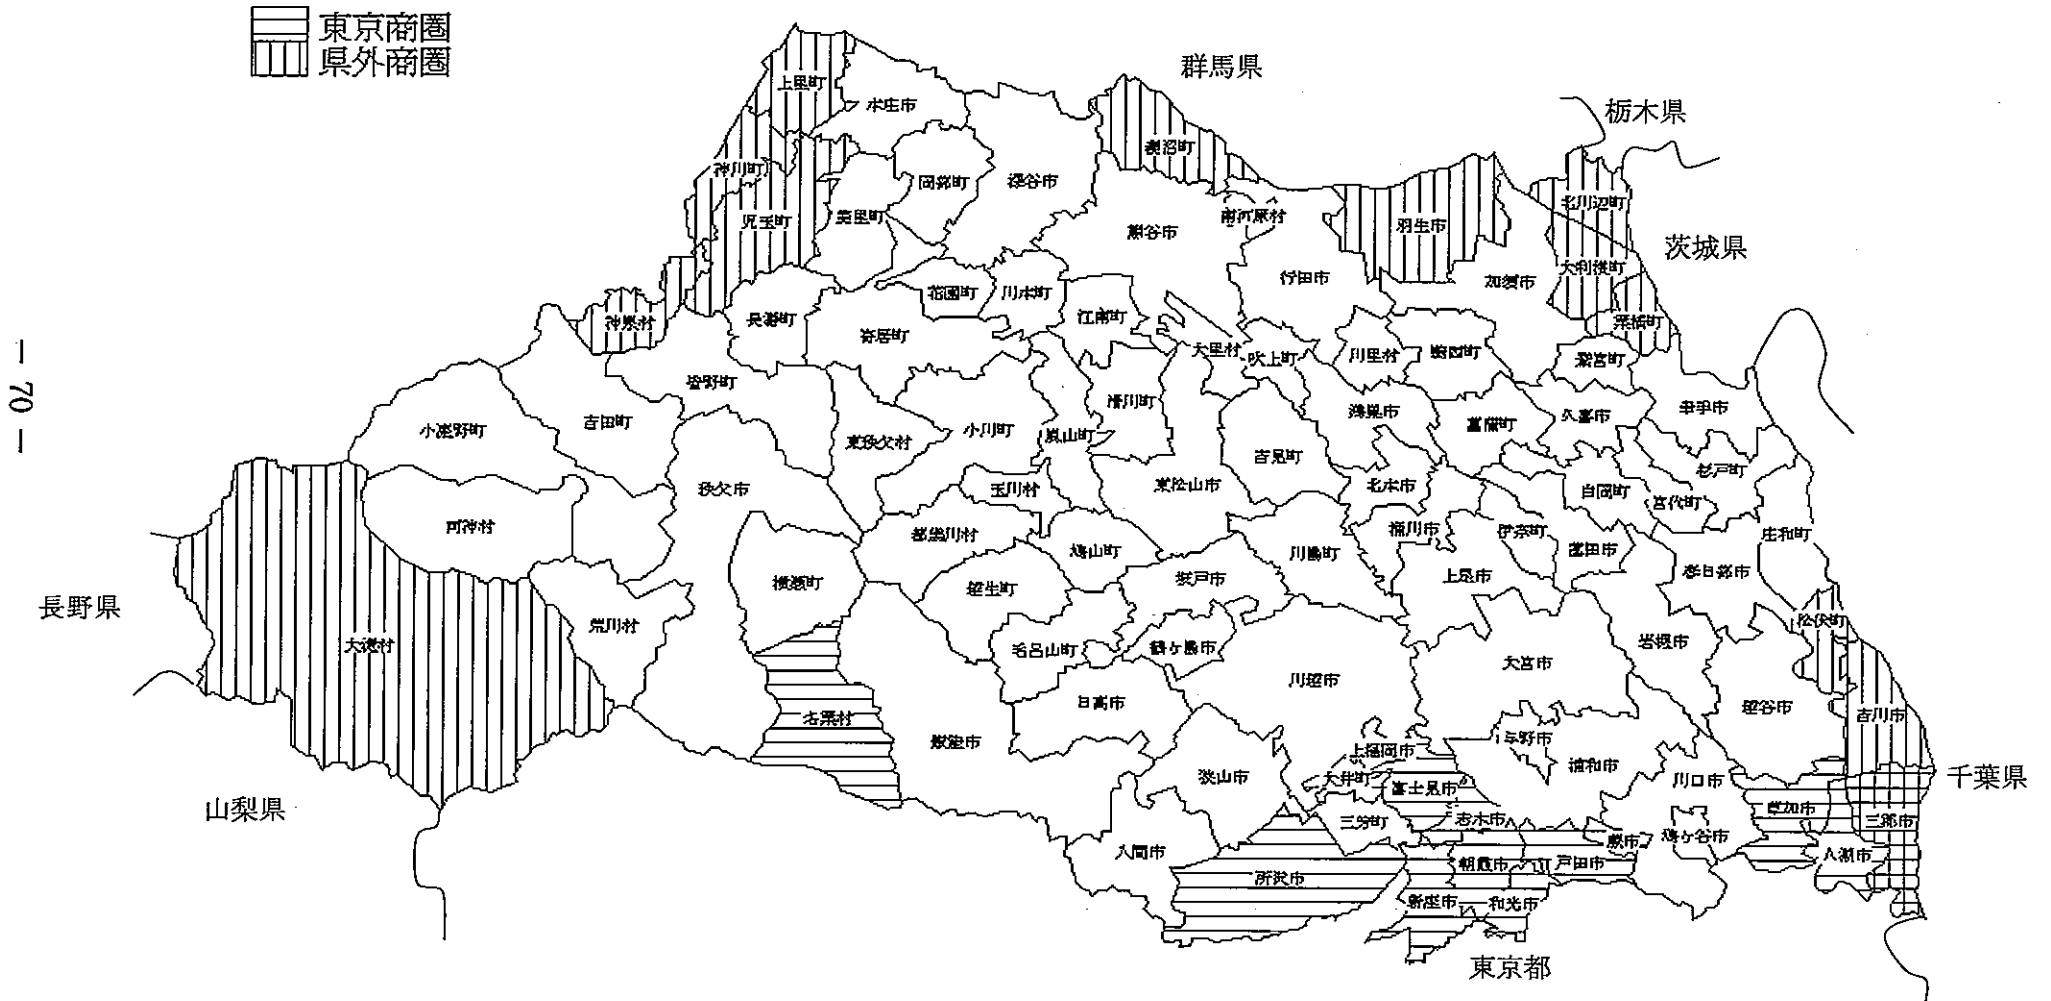 東京商圏
県外商圏
群馬県
栃木県
茨城県
千葉県
東京都
山梨県
長野県
— 70 —
上里町
本庄市
神川町
児玉町
美里町
岡部町
深谷市
妻沼町
熊谷市
南河原村
行田市
羽生市
加須市
北川辺町
大利根町
栗橋町
神泉村
長瀞町
寄居町
花園町
川本町
江南町
大里村
吹上町
川里村
騎西町
鷲宮町
幸手市
久喜市
菖蒲町
鴻巣市
皆野町
吉田町
小鹿野町
両神村
秩父市
東秩父村
小川町
嵐山町
滑川町
吉見町
東松山市
玉川村
都幾川村
鳩山町
越生町
毛呂山町
坂戸市
鶴ヶ島市
川島町
北本市
桶川市
伊奈町
上尾市
蓮田市
白岡町
宮代町
杉戸町
春日部市
庄和町
松伏町
岩槻市
越谷市
吉川市
三郷市
八潮市
草加市
鳩ヶ谷市
川口市
蕨市
戸田市
浦和市
与野市
大宮市
川越市
上福岡市
大井町
富士見市
志木市
三芳町
朝霞市
新座市
和光市
所沢市
入間市
狭山市
日高市
飯能市
名栗村
横瀬町
荒川村
大滝村